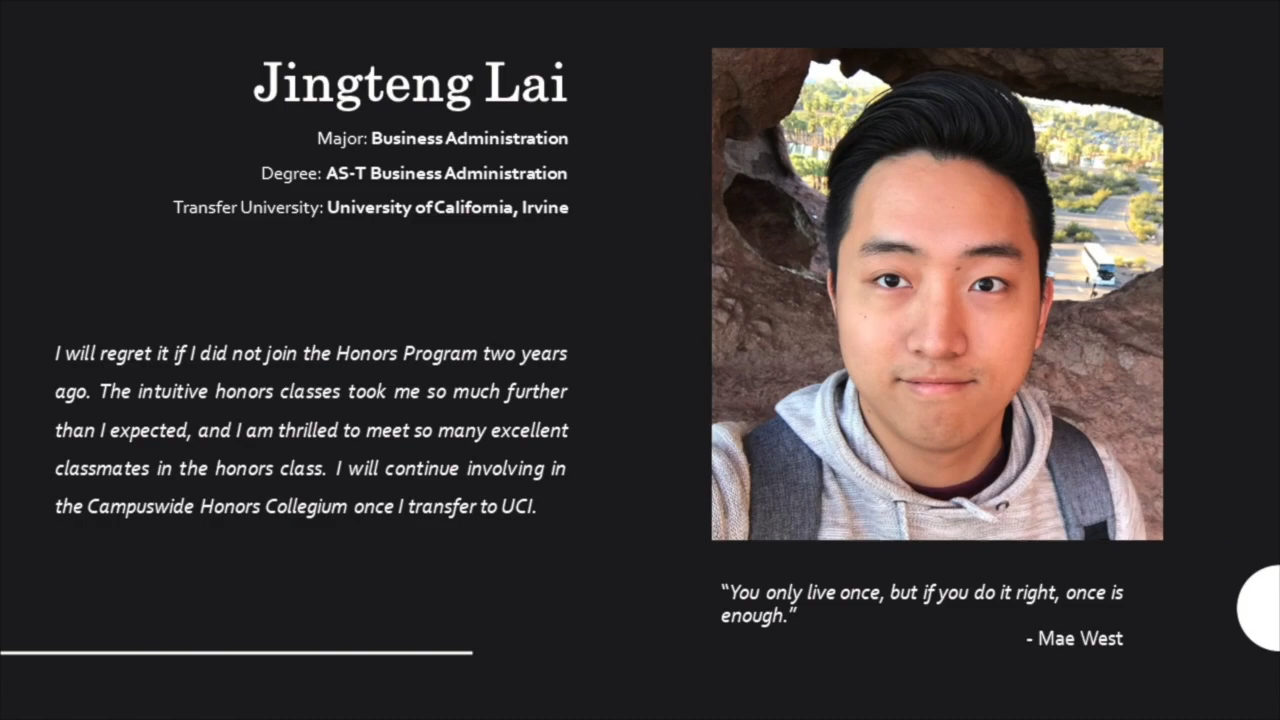 Jingteng Lai
Major: Business Administration
Degree: AS-T Business Administration
Transfer University: University of California, Irvine
I will regret it if I did not join the Honors Program two years
ago. The intuitive honors classes took me so much further
than I expected, and I am thrilled to meet so many excellent
classmates in the honors class. I will continue involving in
the Campuswide Honors Collegium once I transfer to UCI.
“You only live once, but if you do it right, once is
enough.”
- Mae West